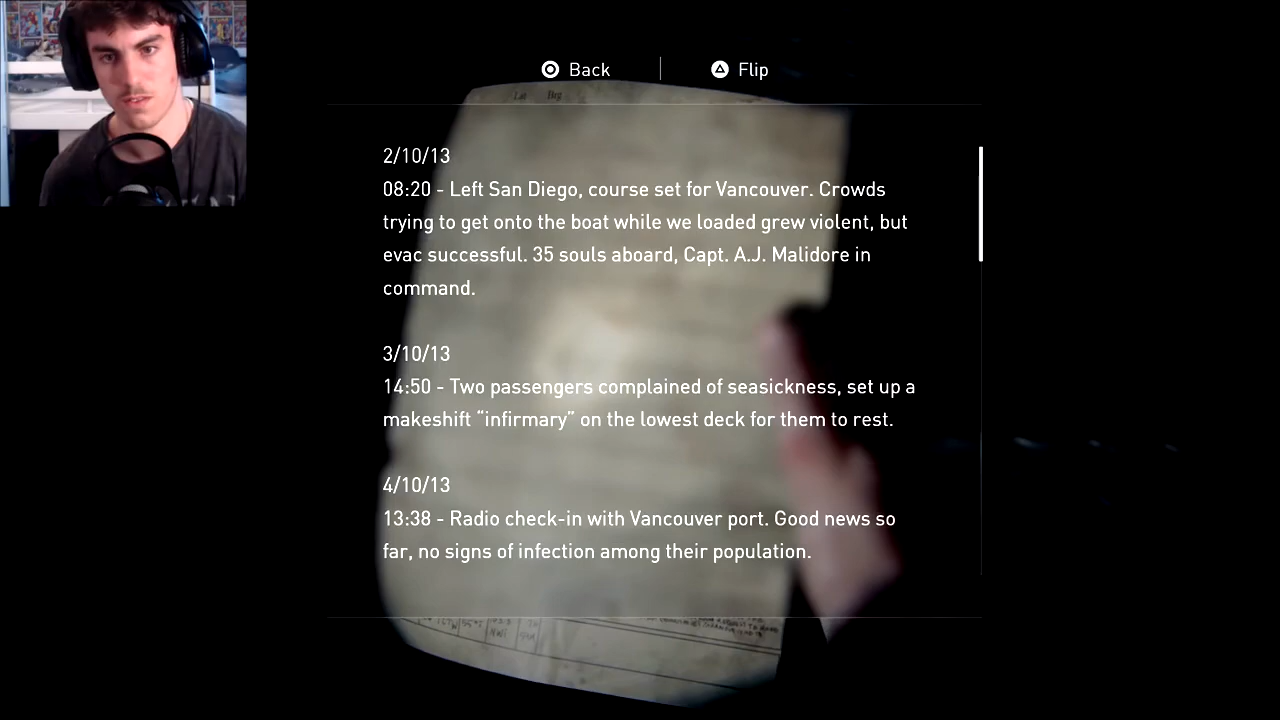 Back
Flip
Lat Brg
2/10/13
08:20 - Left San Diego, course set for Vancouver. Crowds
trying to get onto the boat while we loaded grew violent, but
evac successful. 35 souls aboard, Capt. A.J. Malidore in
command.
3/10/13
14:50 - Two passengers complained of seasickness, set up a
makeshift “infirmary” on the lowest deck for them to rest.
4/10/13
13:38 - Radio check-in with Vancouver port. Good news so
far, no signs of infection among their population.